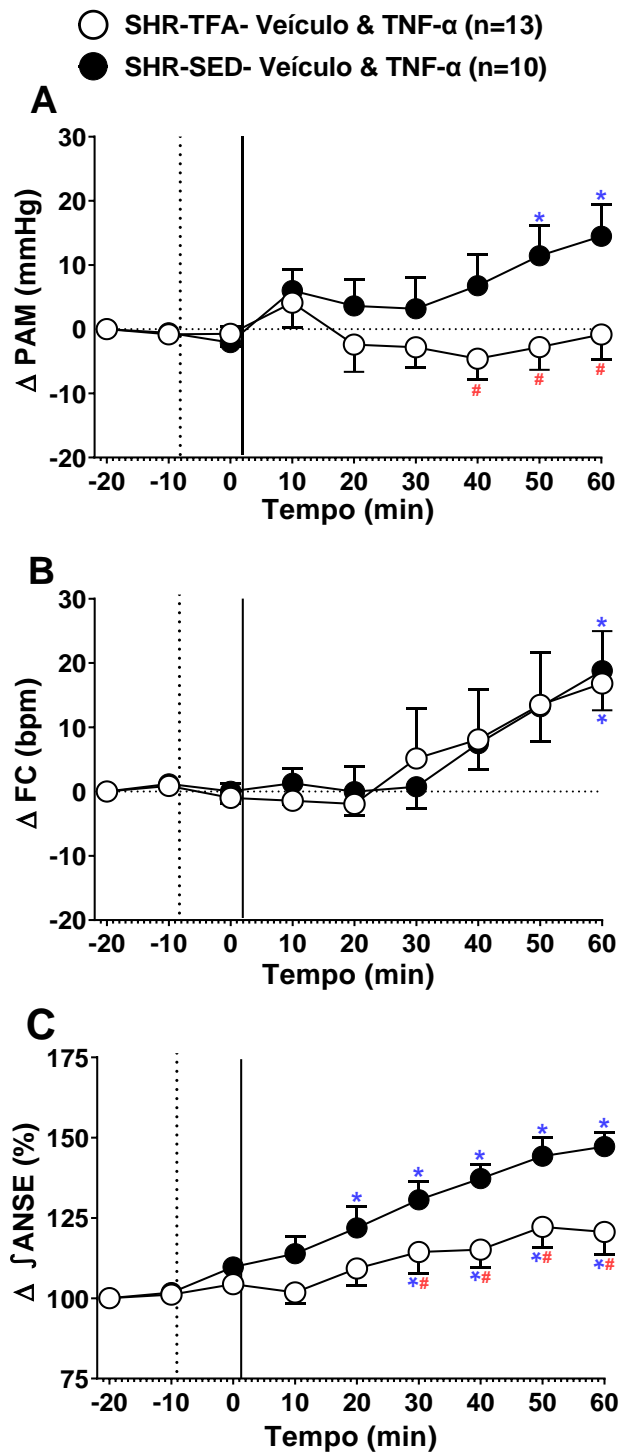 SHR-TFA- Veículo & TNF-α (n=13)
SHR-SED- Veículo & TNF-α (n=10)
A
Δ PAM (mmHg)
30
20
10
0
-10
-20
* *
# # #
-20 -10 0 10 20 30 40 50 60
Tempo (min)
B
Δ FC (bpm)
30
20
10
0
-10
-20
*
*
-20 -10 0 10 20 30 40 50 60
Tempo (min)
C
Δ ∫ANSE (%)
175
150
125
100
75
* * * * *
*# *# *# *#
-20 -10 0 10 20 30 40 50 60
Tempo (min)